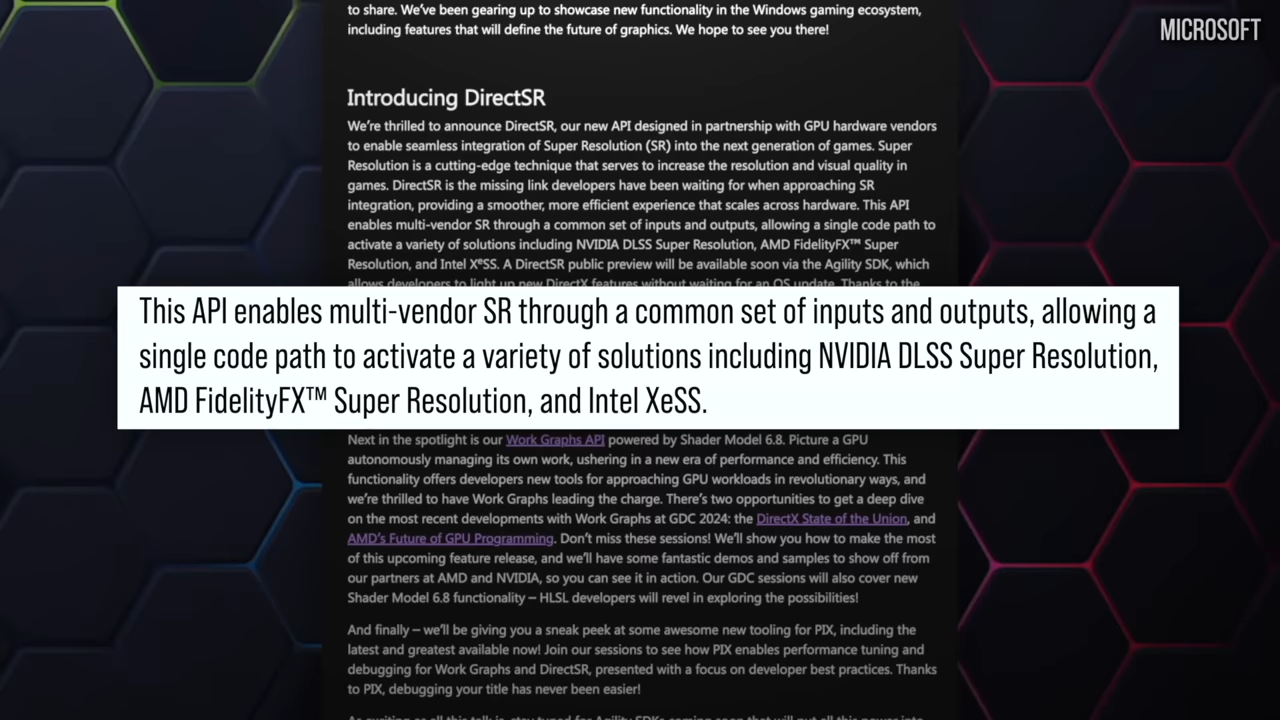 MICROSOFT
to share. We've been gearing up to showcase new functionality in the Windows gaming ecosystem,
including features that will define the future of graphics. We hope to see you there!
Introducing DirectSR
We're thrilled to announce DirectSR, our new API designed in partnership with GPU hardware vendors
to enable seamless integration of Super Resolution (SR) into the next generation of games. Super
Resolution is a cutting-edge technique that serves to increase the resolution and visual quality in
games. DirectSR is the missing link developers have been waiting for when approaching SR
integration, providing a smoother, more efficient experience that scales across hardware. This API
enables multi-vendor SR through a common set of inputs and outputs, allowing a single code path to
activate a variety of solutions including NVIDIA DLSS Super Resolution, AMD FidelityFX™ Super
Resolution, and Intel XᵉSS. A DirectSR public preview will be available soon via the Agility SDK, which
allows developers to light up new DirectX features without waiting for an OS update. Thanks to the
This API enables multi-vendor SR through a common set of inputs and outputs, allowing a
single code path to activate a variety of solutions including NVIDIA DLSS Super Resolution,
AMD FidelityFX™ Super Resolution, and Intel XeSS.
Next in the spotlight is our Work Graphs API powered by Shader Model 6.8. Picture a GPU
autonomously managing its own work, ushering in a new era of performance and efficiency. This
functionality offers developers new tools for approaching GPU workloads in revolutionary ways, and
we're thrilled to have Work Graphs leading the charge. There's two opportunities to get a deep dive
on the most recent developments with Work Graphs at GDC 2024: the DirectX State of the Union, and
AMD's Future of GPU Programming. Don't miss these sessions! We'll show you how to make the most
of this upcoming feature release, and we'll have some fantastic demos and samples to show off from
our partners at AMD and NVIDIA, so you can see it in action. Our GDC sessions will also cover new
Shader Model 6.8 functionality – HLSL developers will revel in exploring the possibilities!
And finally – we'll be giving you a sneak peek at some awesome new tooling for PIX, including the
latest and greatest available now! Join our sessions to see how PIX enables performance tuning and
debugging for Work Graphs and DirectSR, presented with a focus on developer best practices. Thanks
to PIX, debugging your title has never been easier!